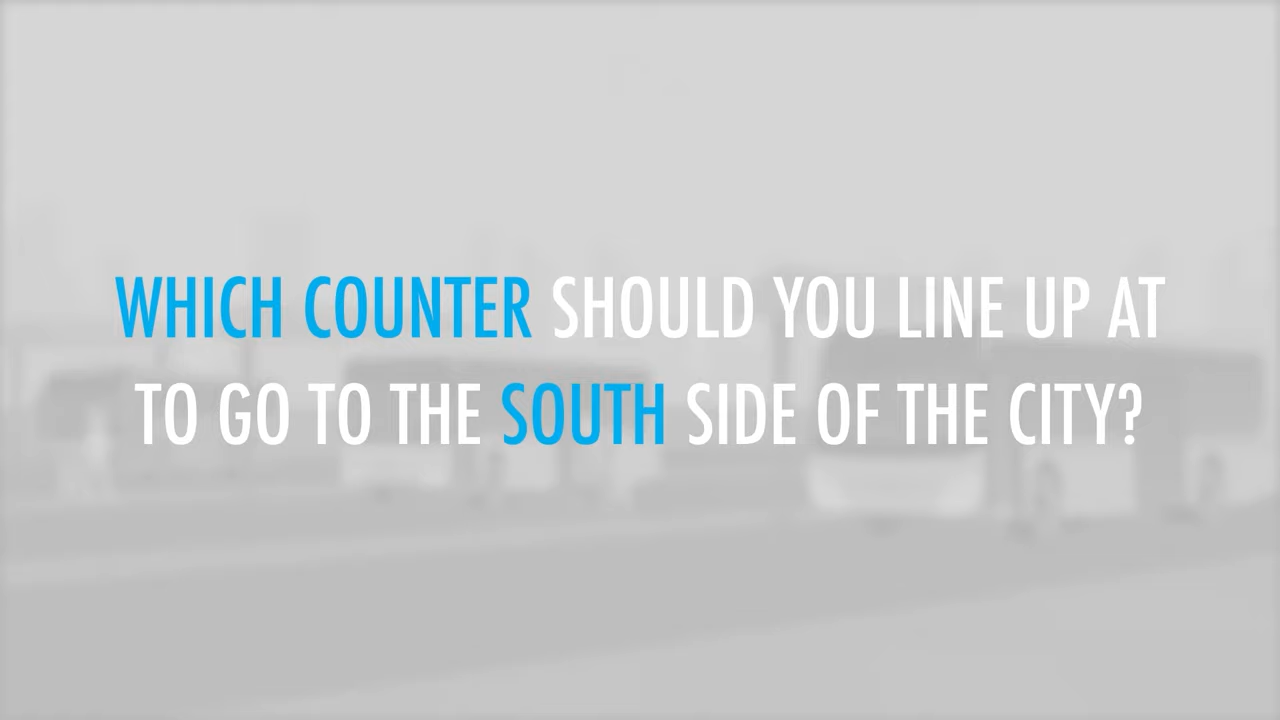 WHICH COUNTER SHOULD YOU LINE UP AT
TO GO TO THE SOUTH SIDE OF THE CITY?